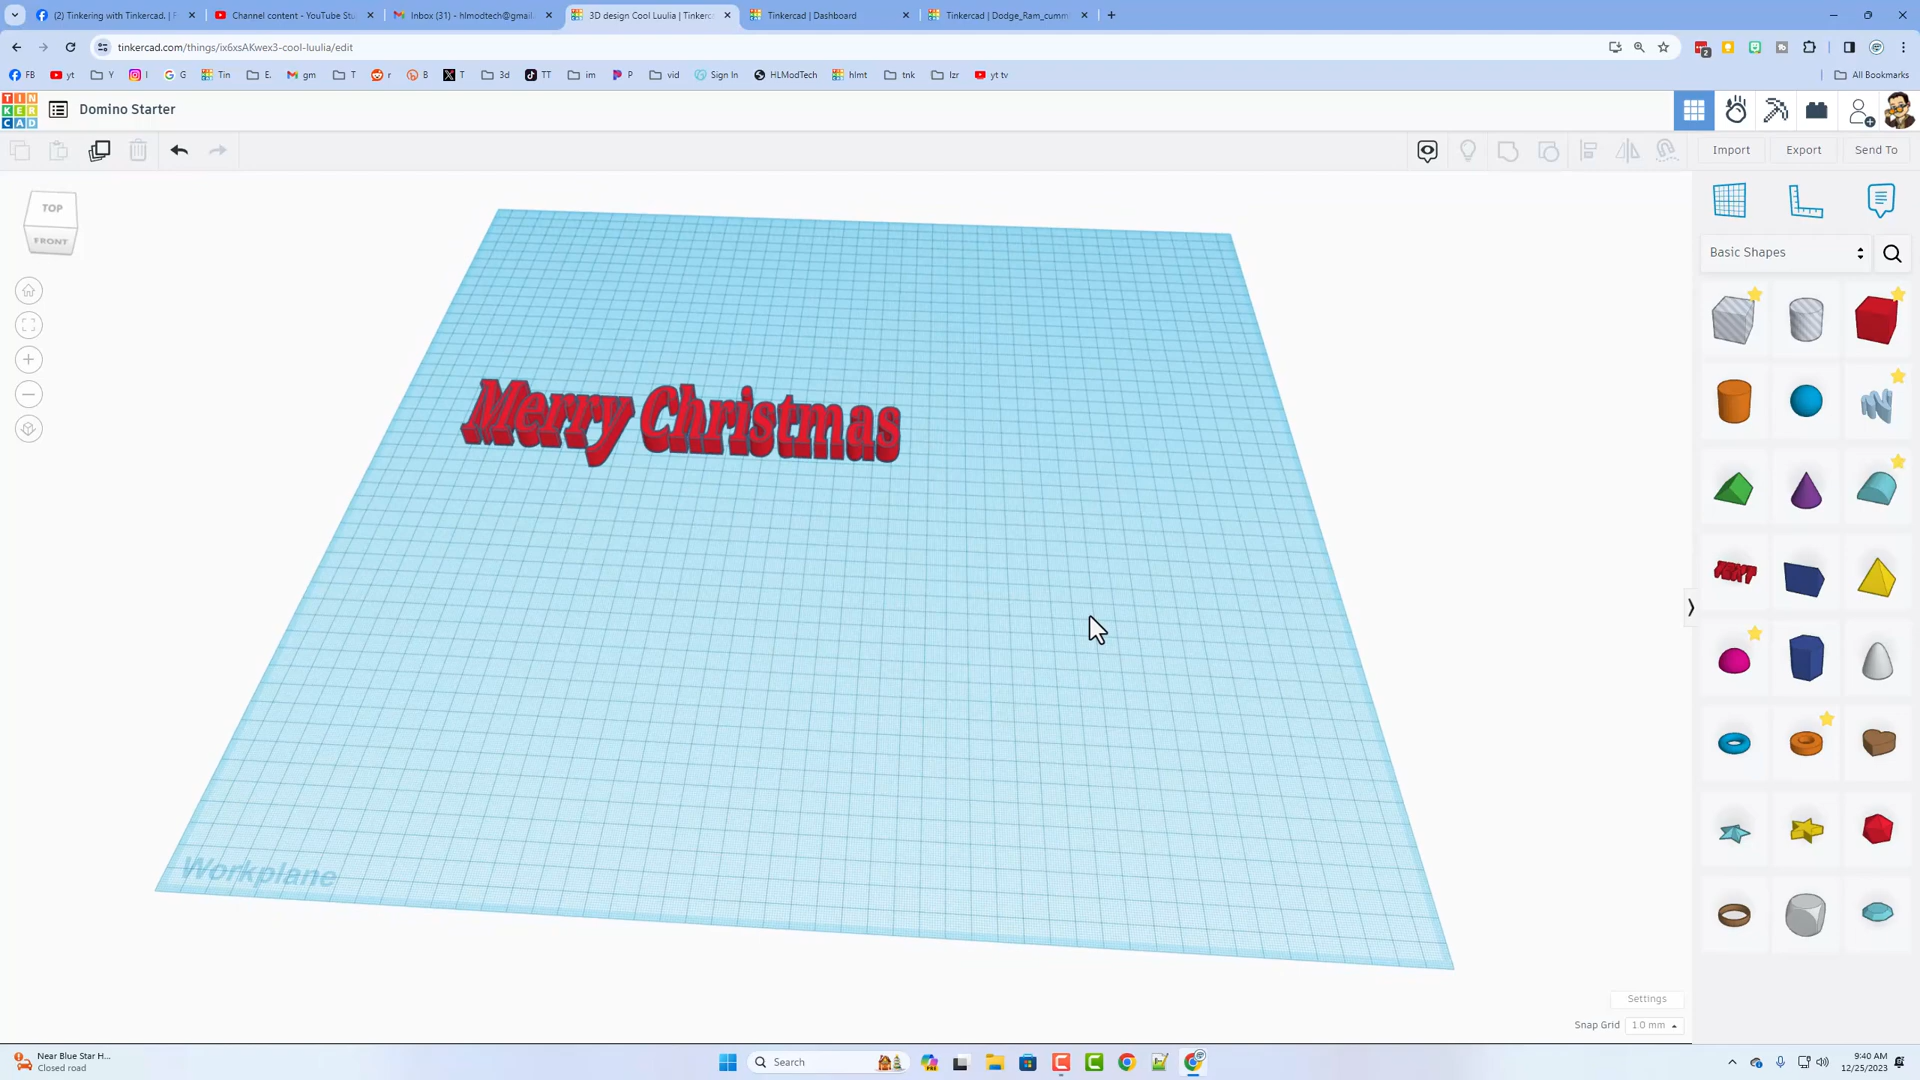 (2) Tinkering with Tinkercad. | F
Channel content - YouTube Stu
Inbox (31) - hlmodtech@gmail.
3D design Cool Luulia | Tinkerc
Tinkercad | Dashboard
Tinkercad | Dodge_Ram_cumm
tinkercad.com/things/ix6xsAKwex3-cool-luulia/edit
2
FB
yt
Y
I
G
Tin
E.
gm
T
r
B
T
3d
TT
im
P
vid
Sign In
HLModTech
hlmt
tnk
lzr
yt tv
All Bookmarks
TIN
KER
CAD
Domino Starter
Import
Export
Send To
TOP
FRONT
Basic Shapes
Merry Christmas
TEXT
Workplane
Settings
Snap Grid 1.0 mm
Near Blue Star H...
Closed road
Search
PRE
9:40 AM
12/25/2023